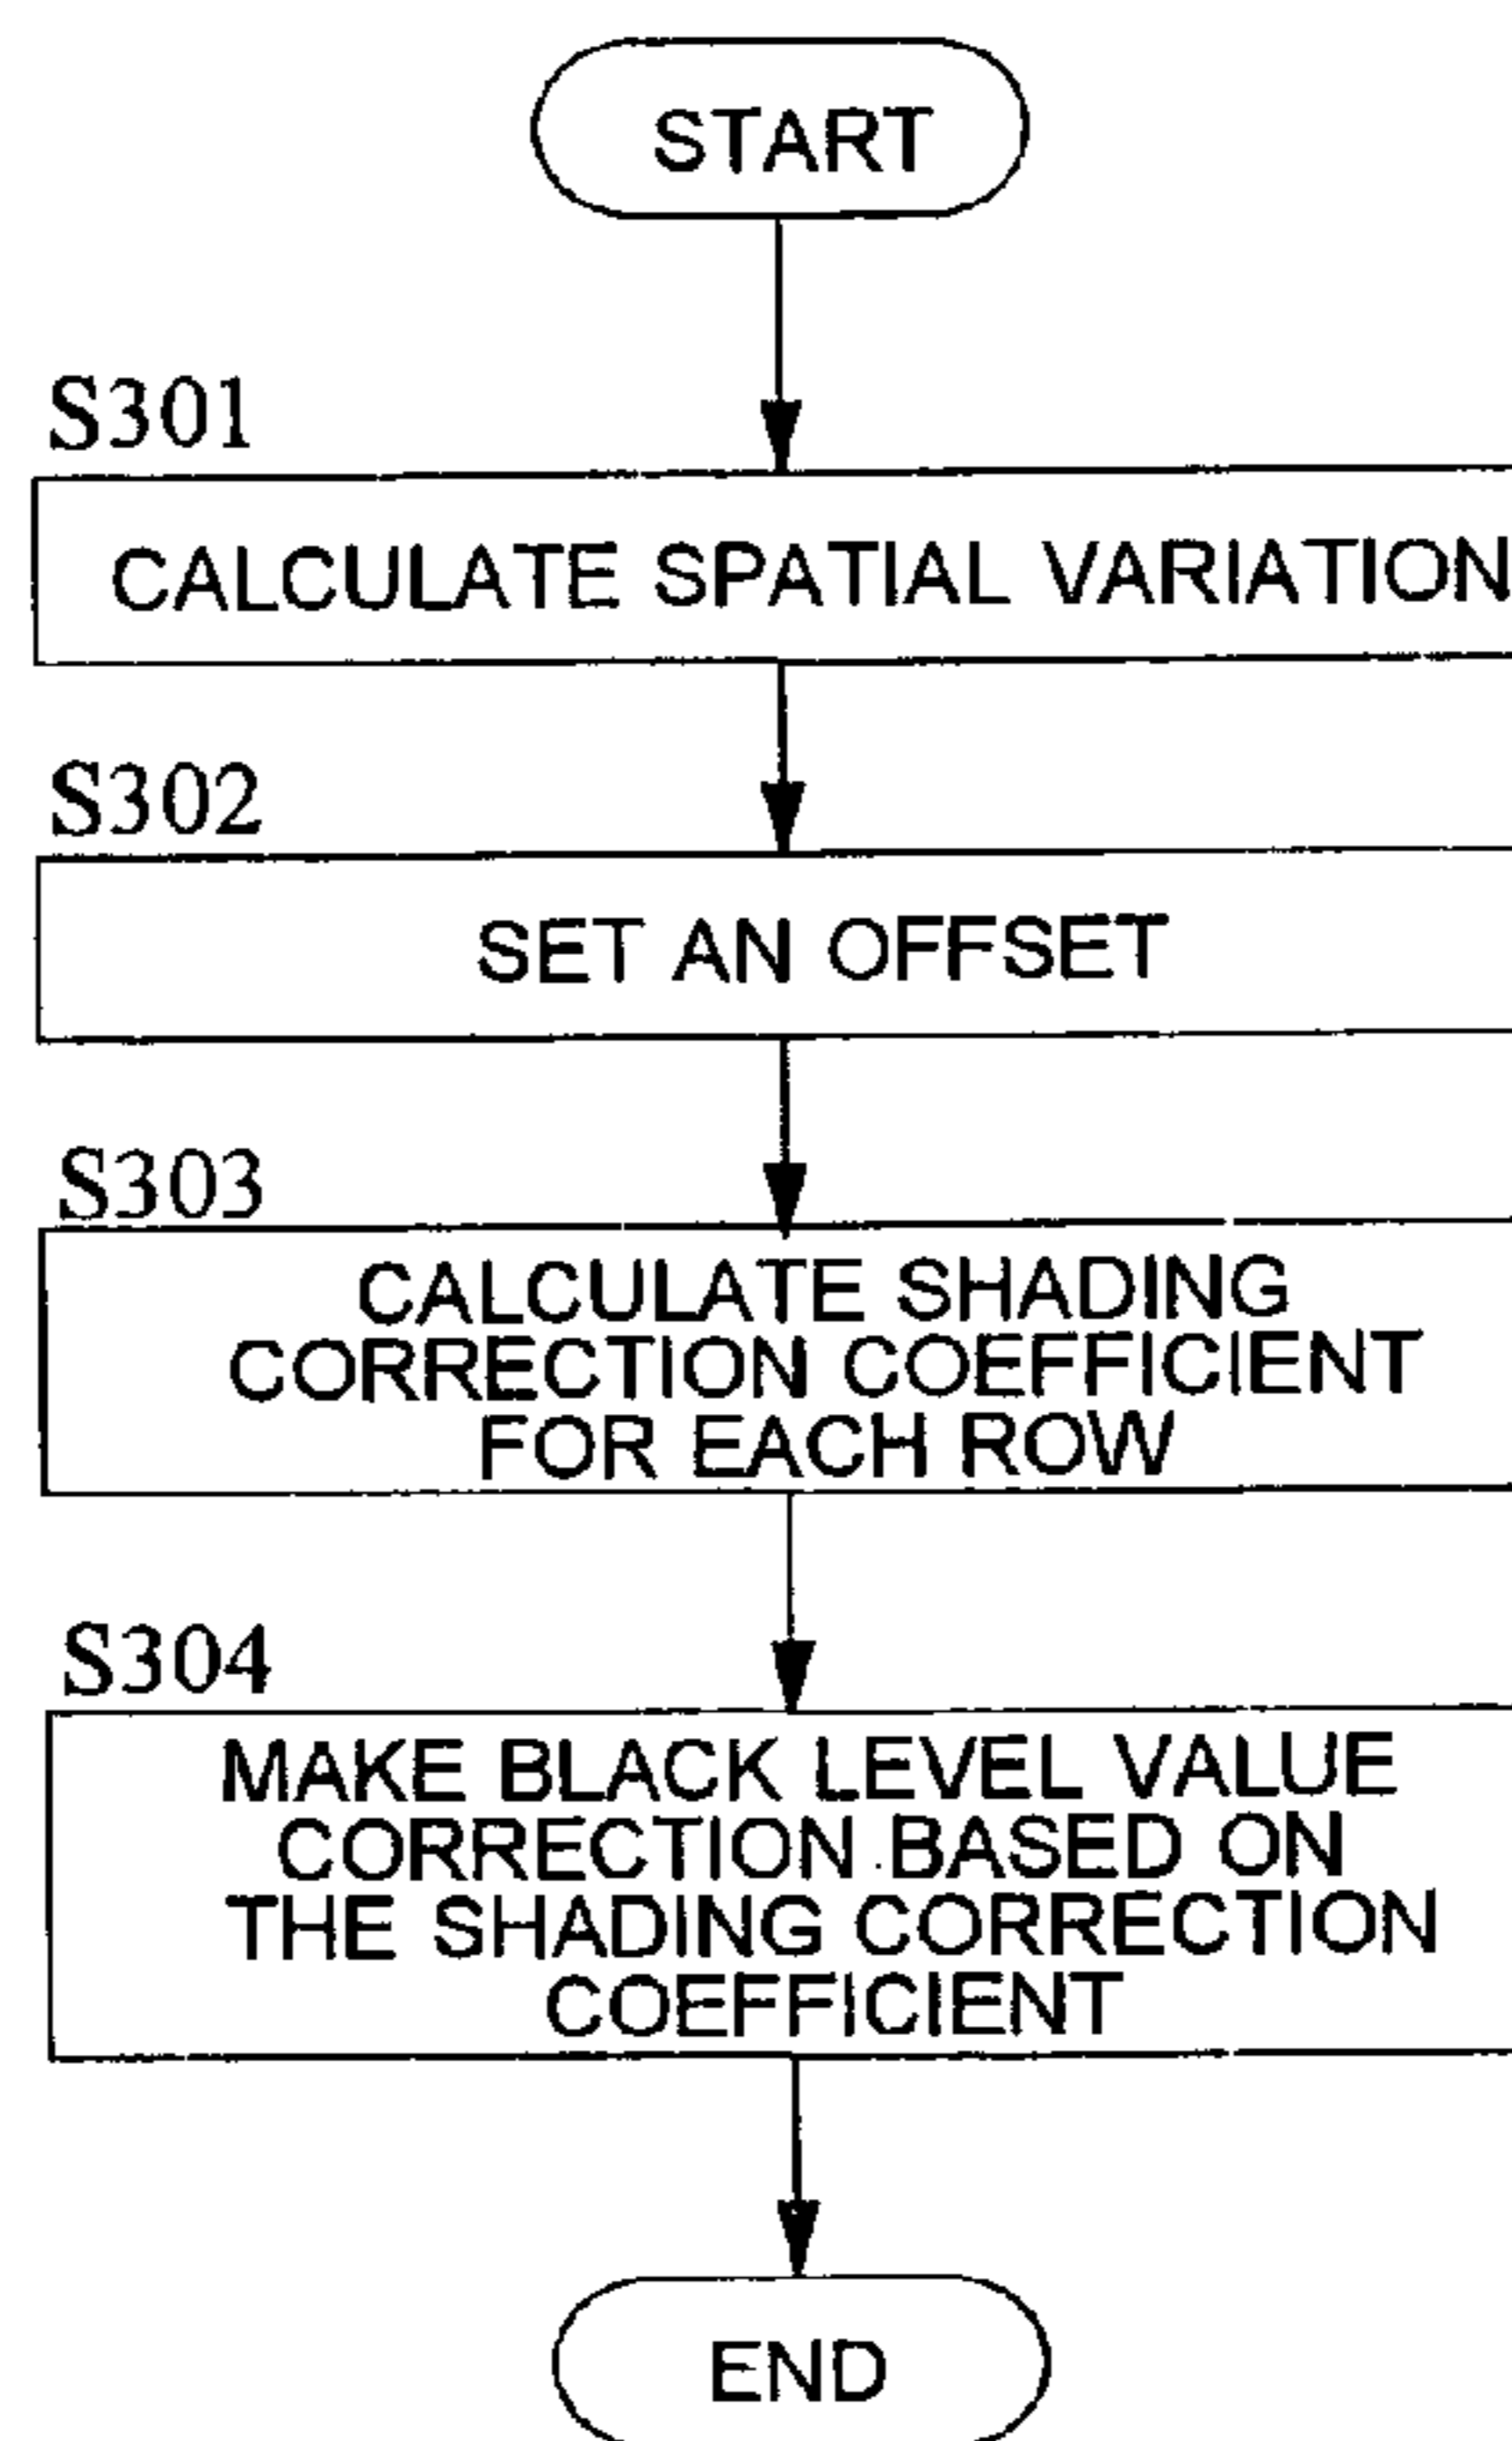 START
S301
CALCULATE SPATIAL VARIATION
S302
SET AN OFFSET
S303
CALCULATE SHADING
CORRECTION COEFFICIENT
FOR EACH ROW
S304
MAKE BLACK LEVEL VALUE
CORRECTION BASED ON
THE SHADING CORRECTION
COEFFICIENT
END